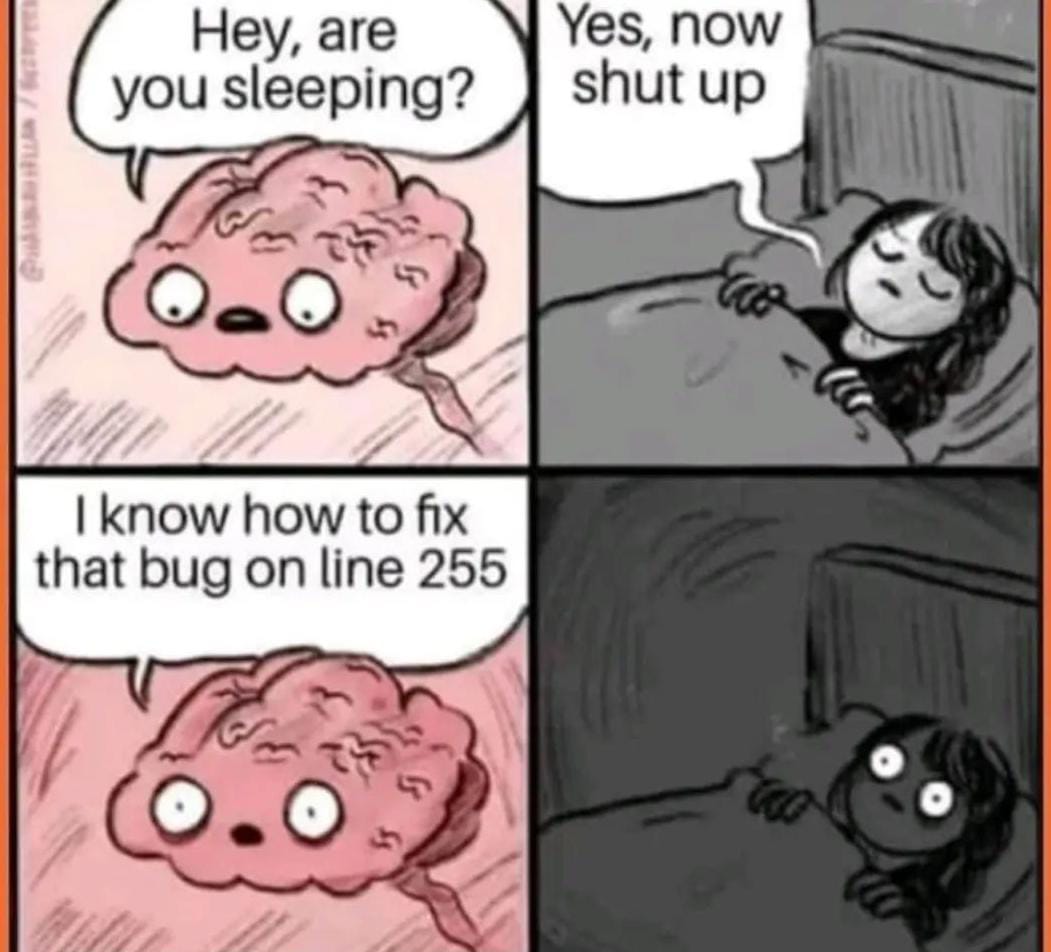 Hey, are
you sleeping?
Yes, now
shut up
I know how to fix
that bug on line 255